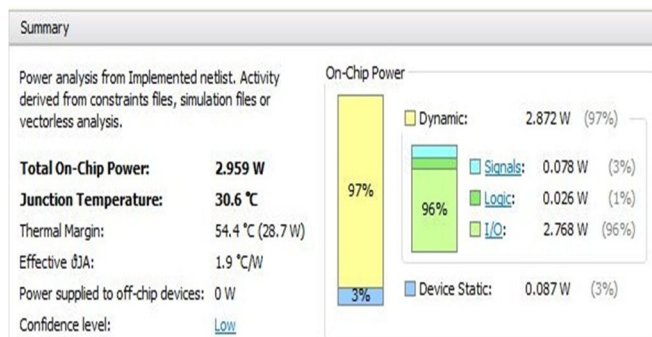 Summary
Power analysis from Implemented netlist. Activity
derived from constraints files, simulation files or
vectorless analysis.
Total On-Chip Power: 2.959 W
Junction Temperature: 30.6 °C
Thermal Margin: 54.4 °C (28.7 W)
Effective ϑJA: 1.9 °C/W
Power supplied to off-chip devices: 0 W
Confidence level: Low
On-Chip Power
97%
3%
Dynamic: 2.872 W (97%)
96%
Signals: 0.078 W (3%)
Logic: 0.026 W (1%)
I/O: 2.768 W (96%)
Device Static: 0.087 W (3%)